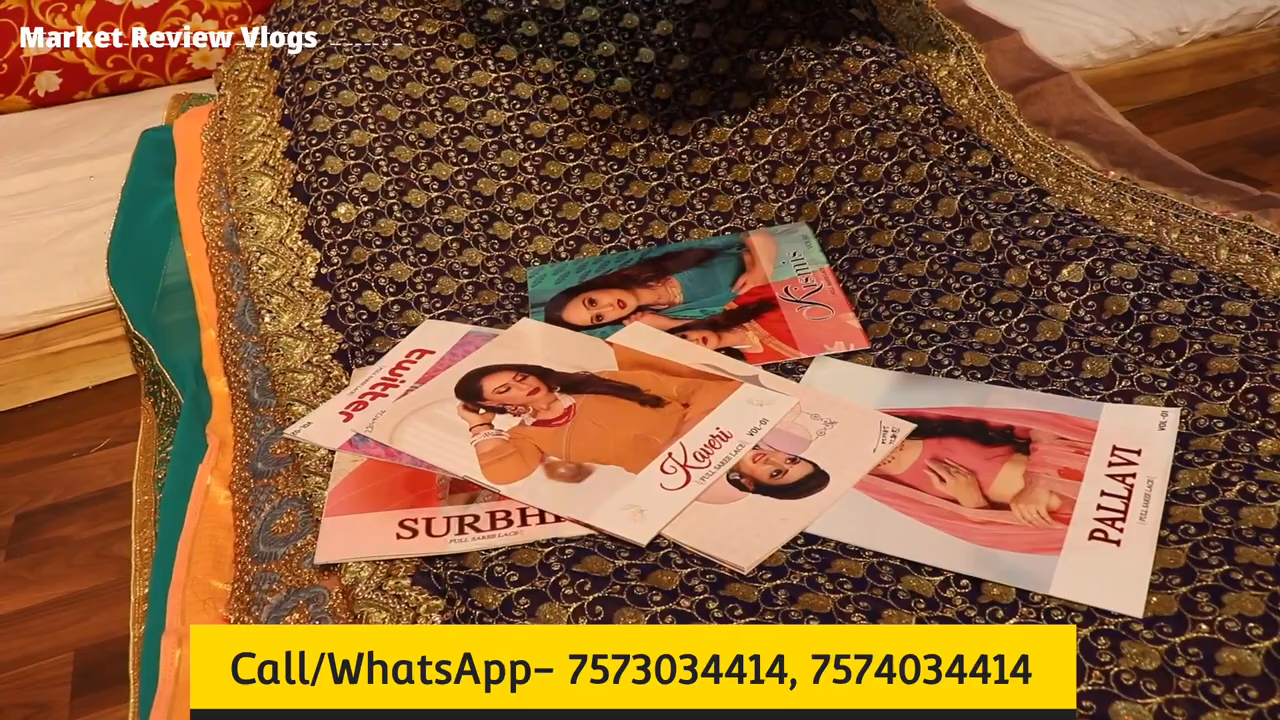 Market Review Vlogs
Kismis
twitter
Kaveri
VOL-01
(FULL SAREE LACE)
SURBHI
(FULL SAREE LACE)
VOL-01
PALLAVI
(FULL SAREE LACE)
Call/WhatsApp– 7573034414, 7574034414